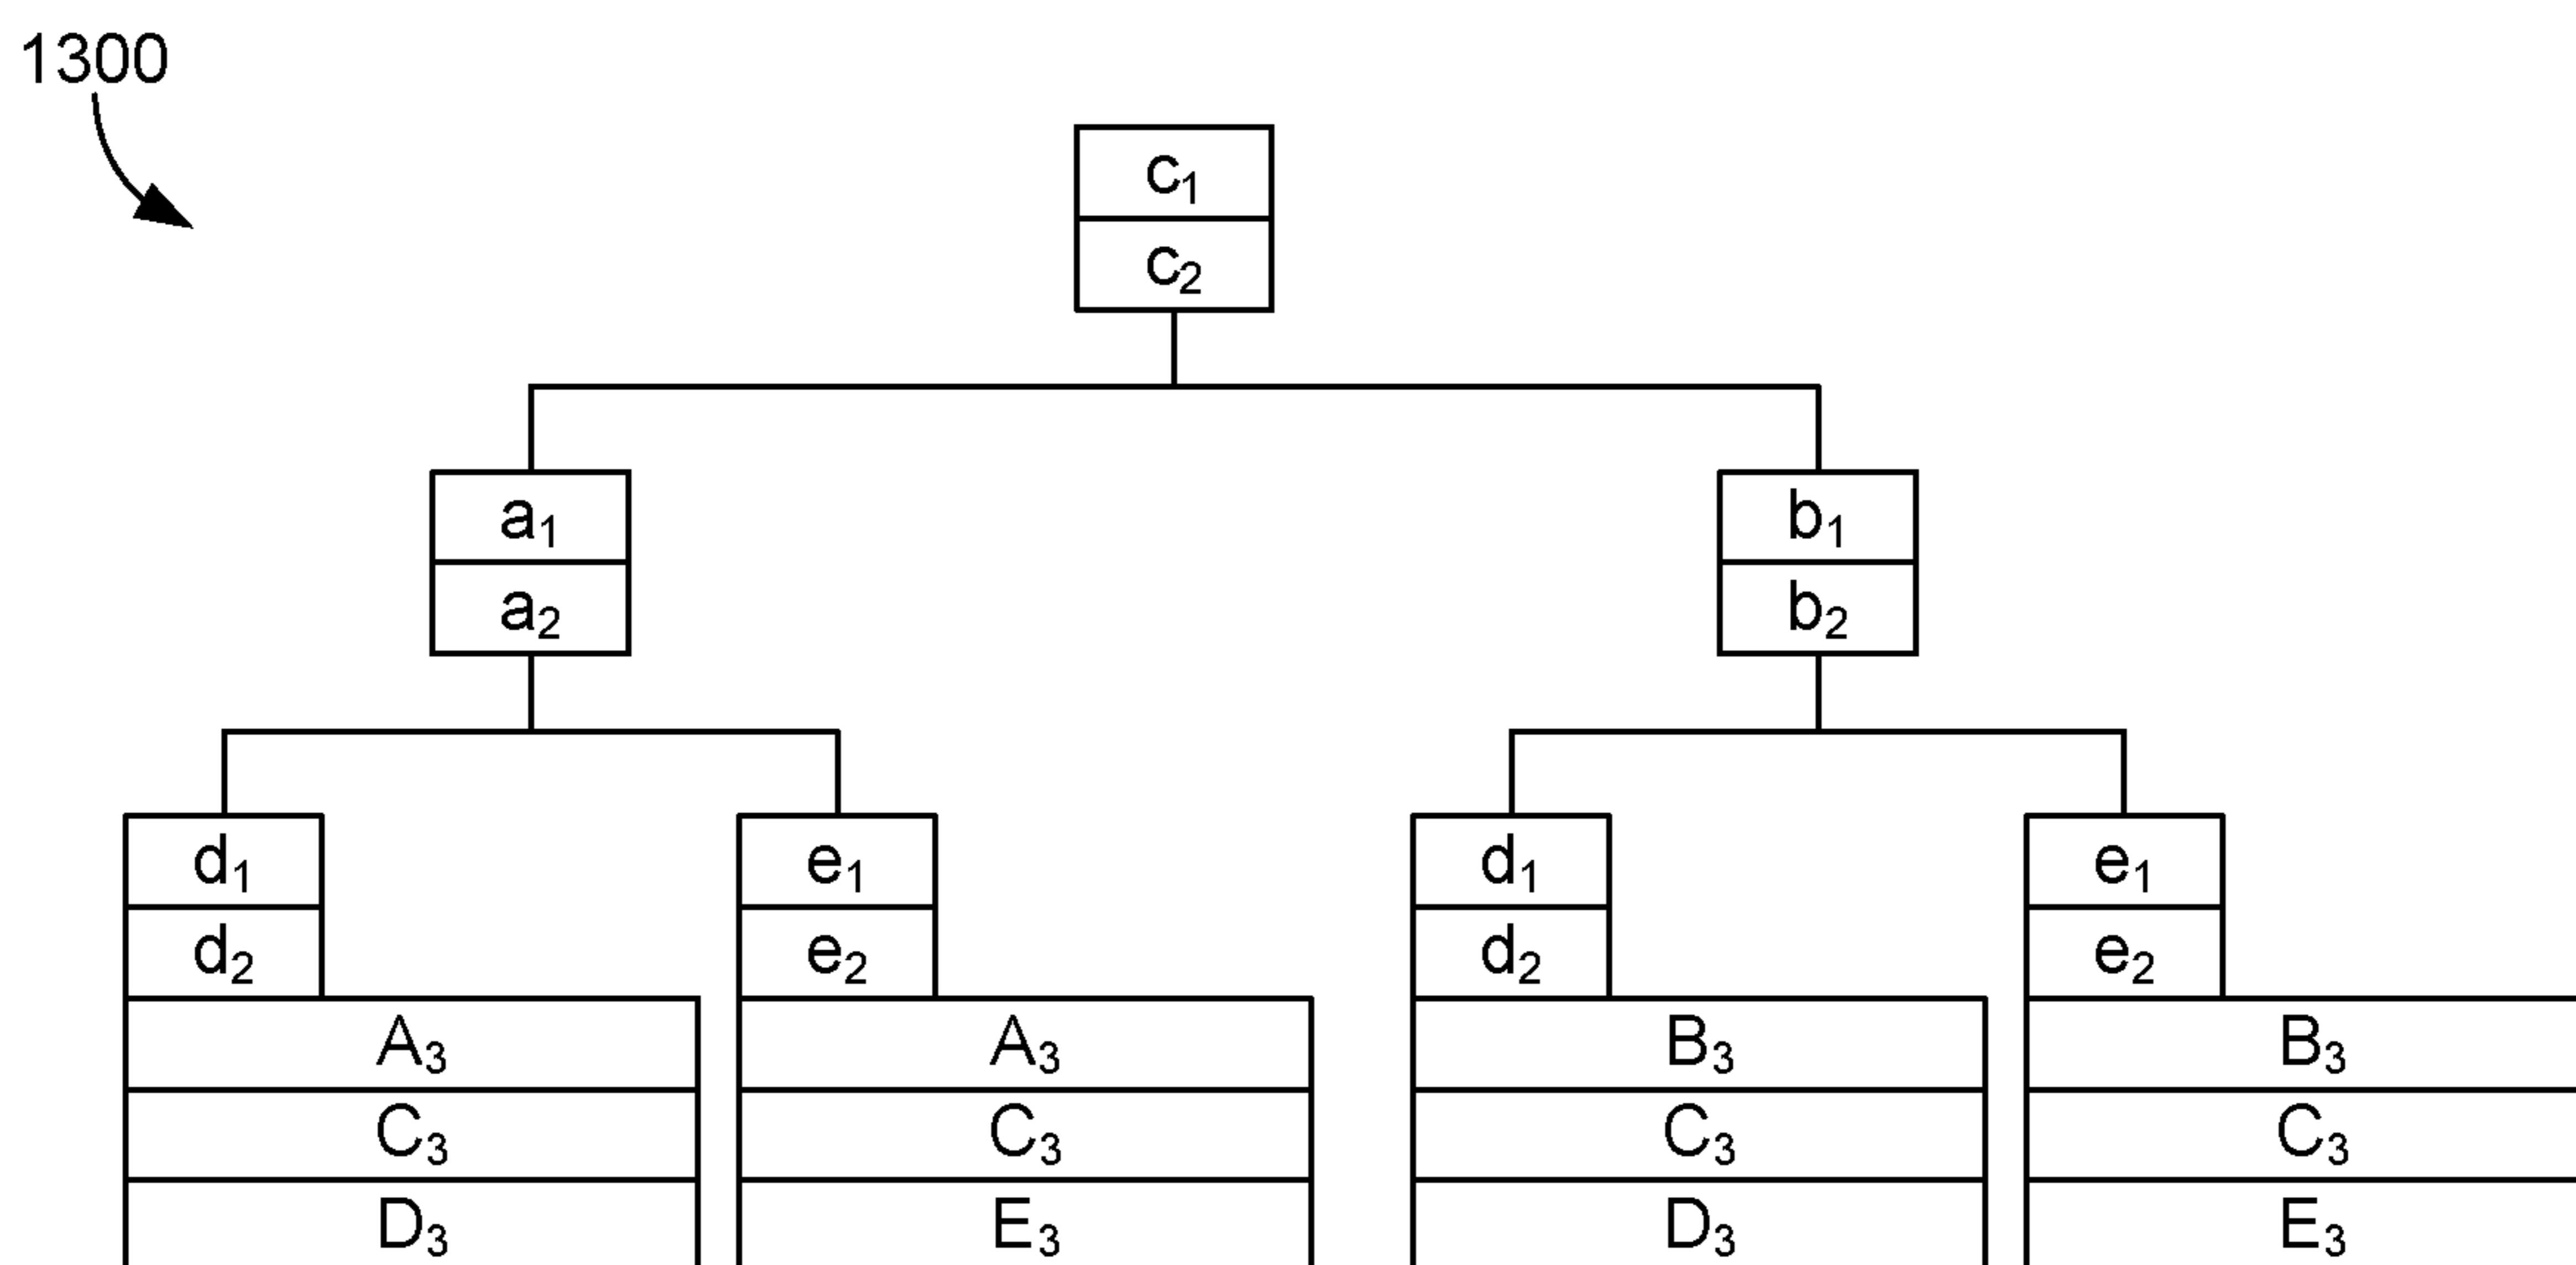 1300
c₁
c₂
a₁ b₁
a₂ b₂
d₁ e₁ d₁ e₁
d₂ e₂ d₂ e₂
A₃ A₃ B₃ B₃
C₃ C₃ C₃ C₃
D₃ E₃ D₃ E₃